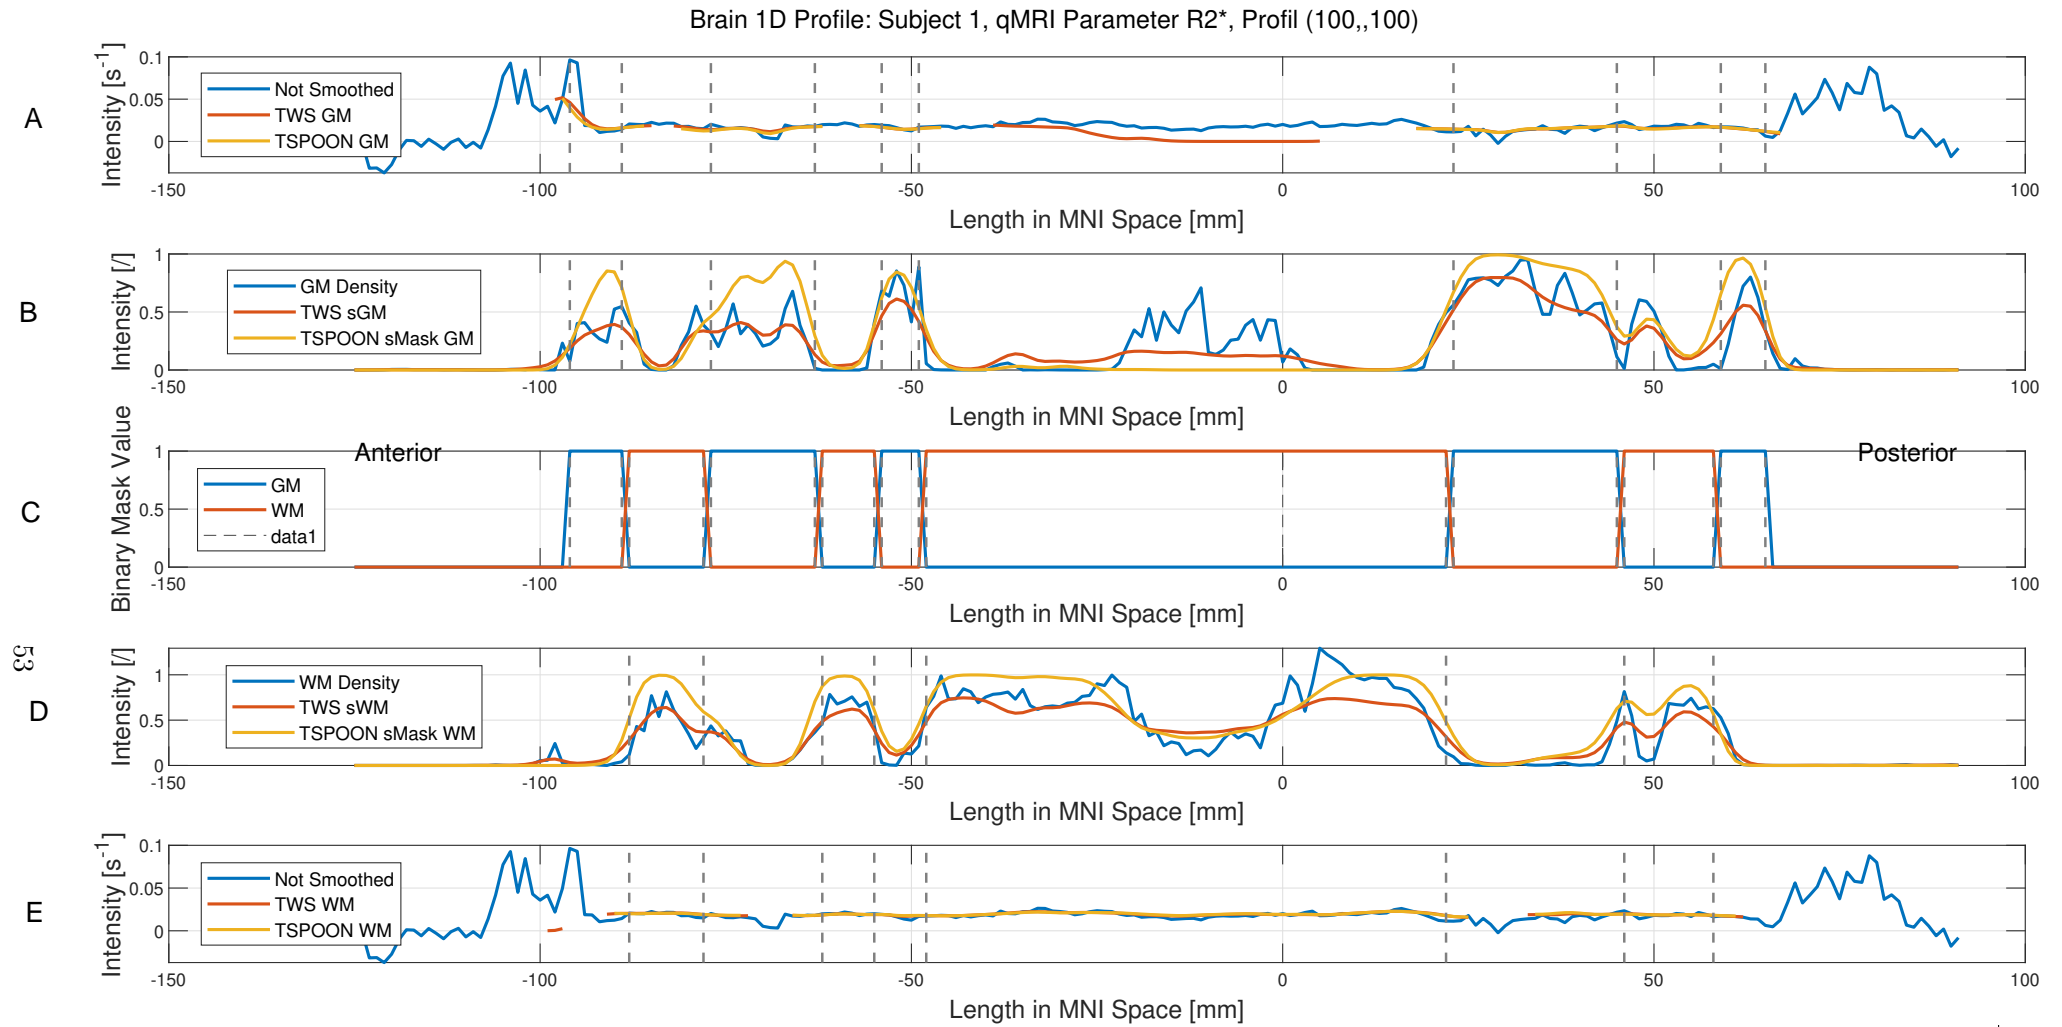 Brain 1D Profile: Subject 1, qMRI Parameter R2*, Profil (100,,100)
A
Intensity [s-1]
0.1
0.05
0
Not Smoothed
TWS GM
TSPOON GM
-150 -100 -50 0 50 100
Length in MNI Space [mm]
B
Intensity [/]
1
0.5
0
GM Density
TWS sGM
TSPOON sMask GM
-150 -100 -50 0 50 100
Length in MNI Space [mm]
C
Binary Mask Value
1
0.5
0
Anterior
Posterior
GM
WM
data1
-150 -100 -50 0 50 100
Length in MNI Space [mm]
53
D
Intensity [/]
1
0.5
0
WM Density
TWS sWM
TSPOON sMask WM
-150 -100 -50 0 50 100
Length in MNI Space [mm]
E
Intensity [s-1]
0.1
0.05
0
Not Smoothed
TWS WM
TSPOON WM
-150 -100 -50 0 50 100
Length in MNI Space [mm]